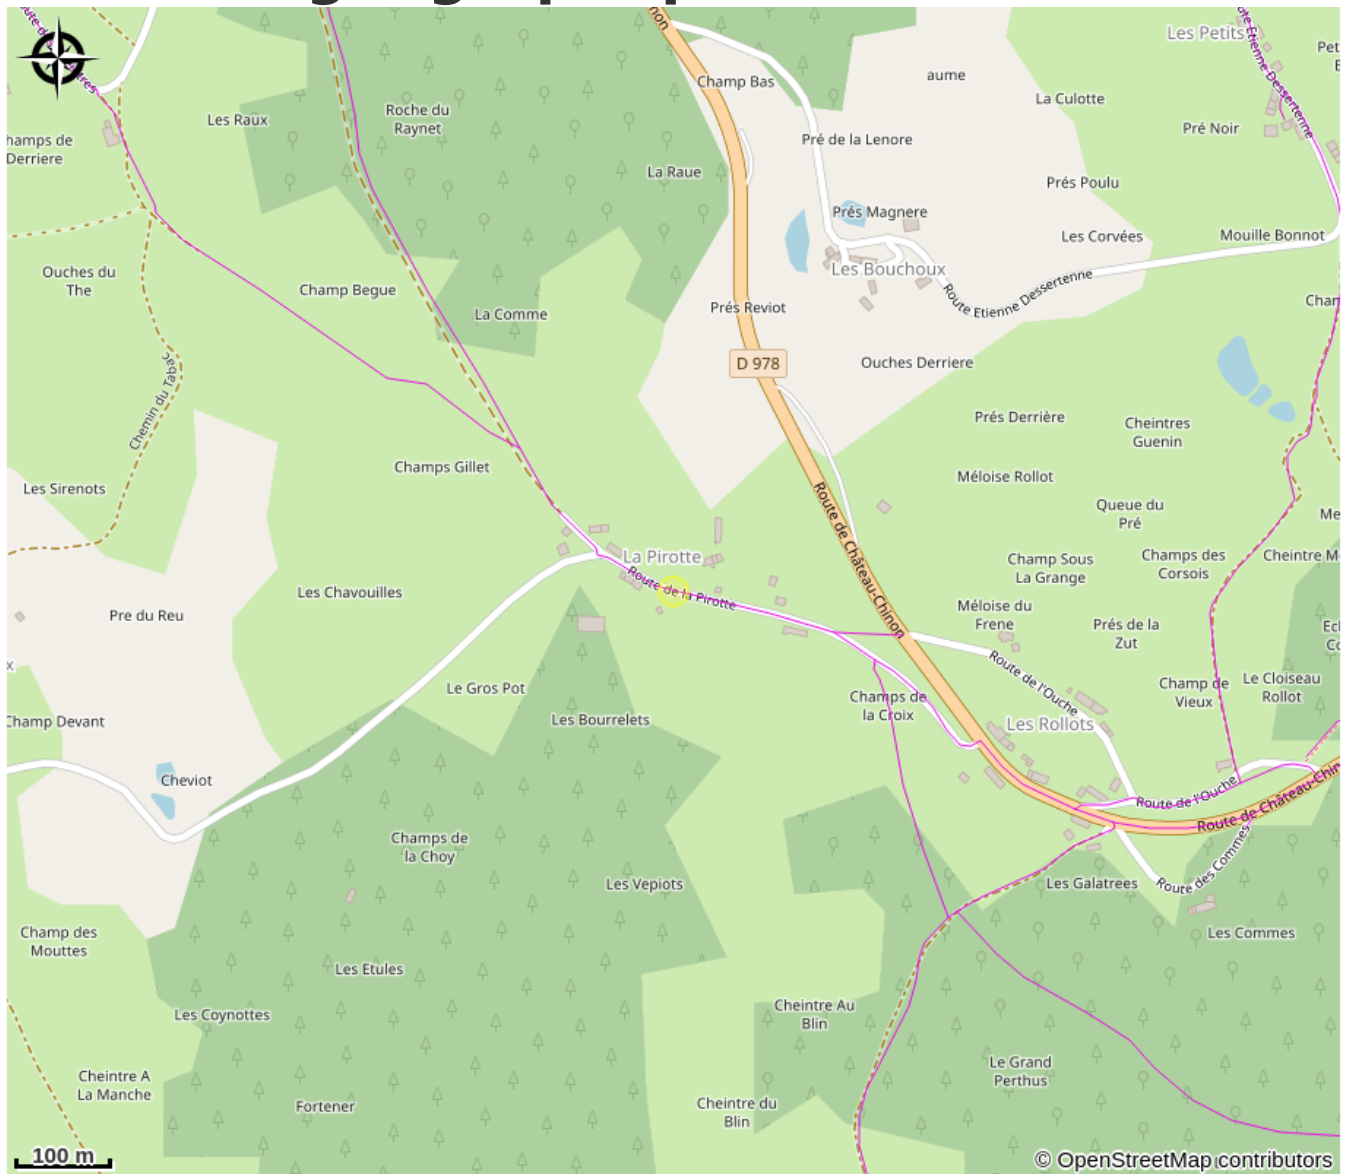 Les Petits
Champ Bas
aume
La Culotte
Roche du
Raynet
Les Raux
Pré Noir
Pré de la Lenore
hamps de
Derriere
La Raue
Prés Poulu
Prés Magnere
Les Corvées
Mouille Bonnot
Les Bouchoux
Route Etienne Dessertenne
Route Etienne Dessertenne
Ouches du
The
Champ Begue
La Comme
Prés Reviot
Chan
D 978
Ouches Derriere
Chemin du Tabac
Prés Derrière
Cheintres
Guenin
Champs Gillet
Méloise Rollot
Les Sirenots
Queue du
Pré
Me
Route de Château-Chinon
La Pirotte
Champ Sous
La Grange
Champs des
Corsois
Cheintre M
Route de la Pirotte
Les Chavouilles
Pre du Reu
Méloise du
Frene
Prés de la
Zut
Route de l'Ouche
Le Gros Pot
Champs de
la Croix
Champ de
Vieux
Le Cloiseau
Rollot
Champ Devant
Les Bourrelets
Les Rollots
Cheviot
Route de l'Ouche
Route de Château-Chin
Champs de
la Choy
Route des Commes
Les Vepiots
Les Galatrees
Champ des
Mouttes
Les Commes
Les Etules
Les Coynottes
Cheintre Au
Blin
Cheintre A
La Manche
Le Grand
Perthus
Fortener
Cheintre du
Blin
100 m
© OpenStreetMap contributors